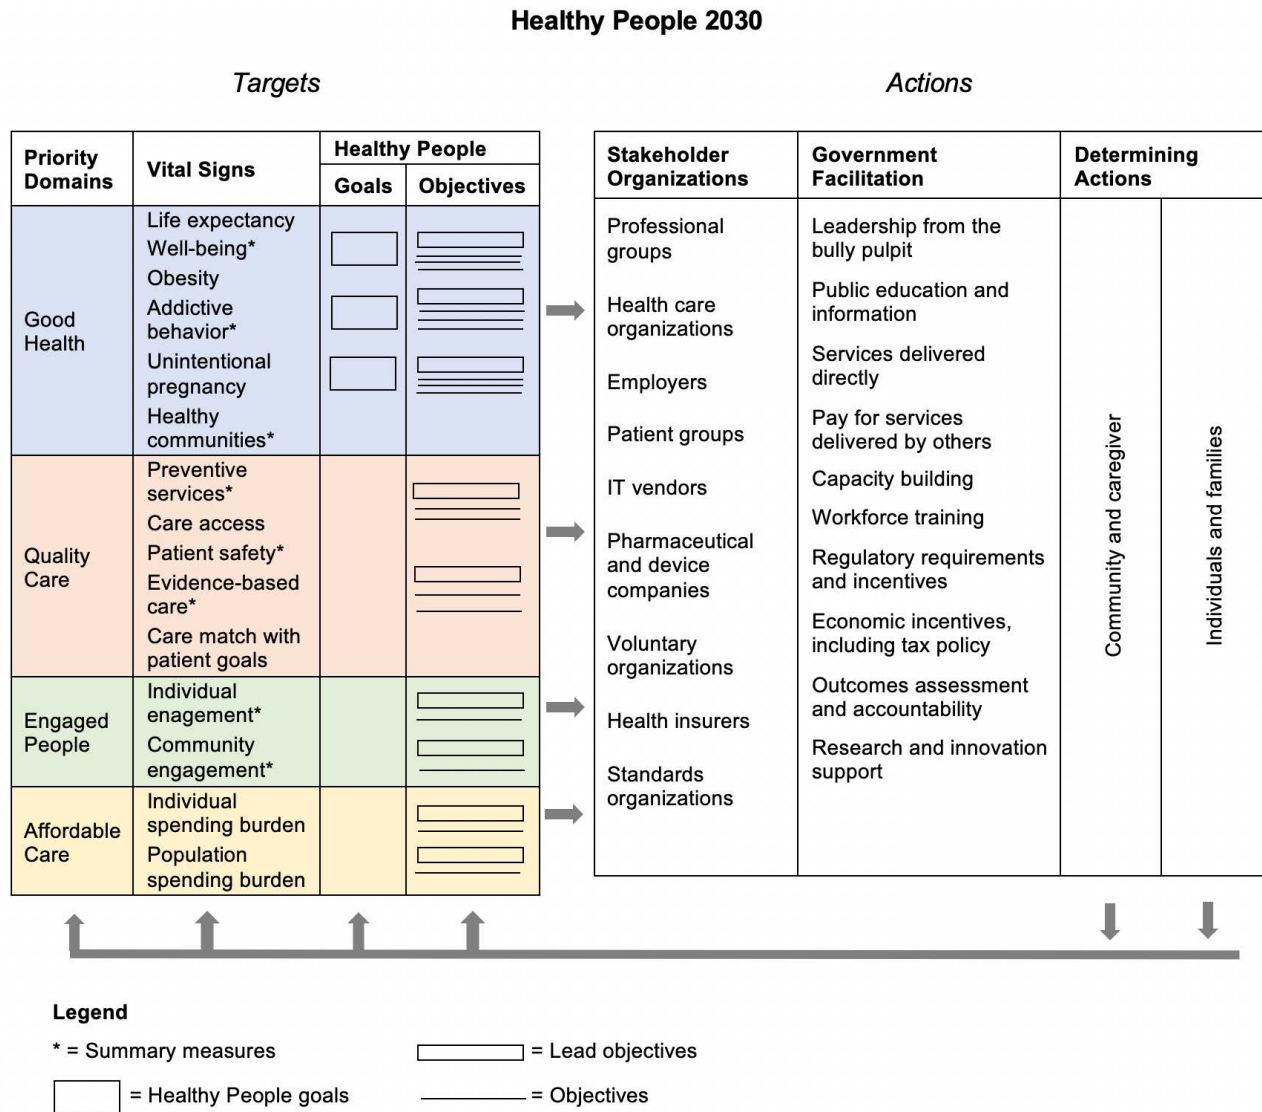 Healthy People 2030
Targets
Actions
Priority
Domains
Vital Signs
Healthy People
Goals
Objectives
Good
Health
Life expectancy
Well-being*
Obesity
Addictive
behavior*
Unintentional
pregnancy
Healthy
communities*
Quality
Care
Preventive
services*
Care access
Patient safety*
Evidence-based
care*
Care match with
patient goals
Engaged
People
Individual
enagement*
Community
engagement*
Affordable
Care
Individual
spending burden
Population
spending burden
Stakeholder
Organizations
Professional
groups
Health care
organizations
Employers
Patient groups
IT vendors
Pharmaceutical
and device
companies
Voluntary
organizations
Health insurers
Standards
organizations
Government
Facilitation
Leadership from the
bully pulpit
Public education and
information
Services delivered
directly
Pay for services
delivered by others
Capacity building
Workforce training
Regulatory requirements
and incentives
Economic incentives,
including tax policy
Outcomes assessment
and accountability
Research and innovation
support
Determining
Actions
Community and caregiver
Individuals and families
Legend
* = Summary measures
= Lead objectives
= Healthy People goals
= Objectives